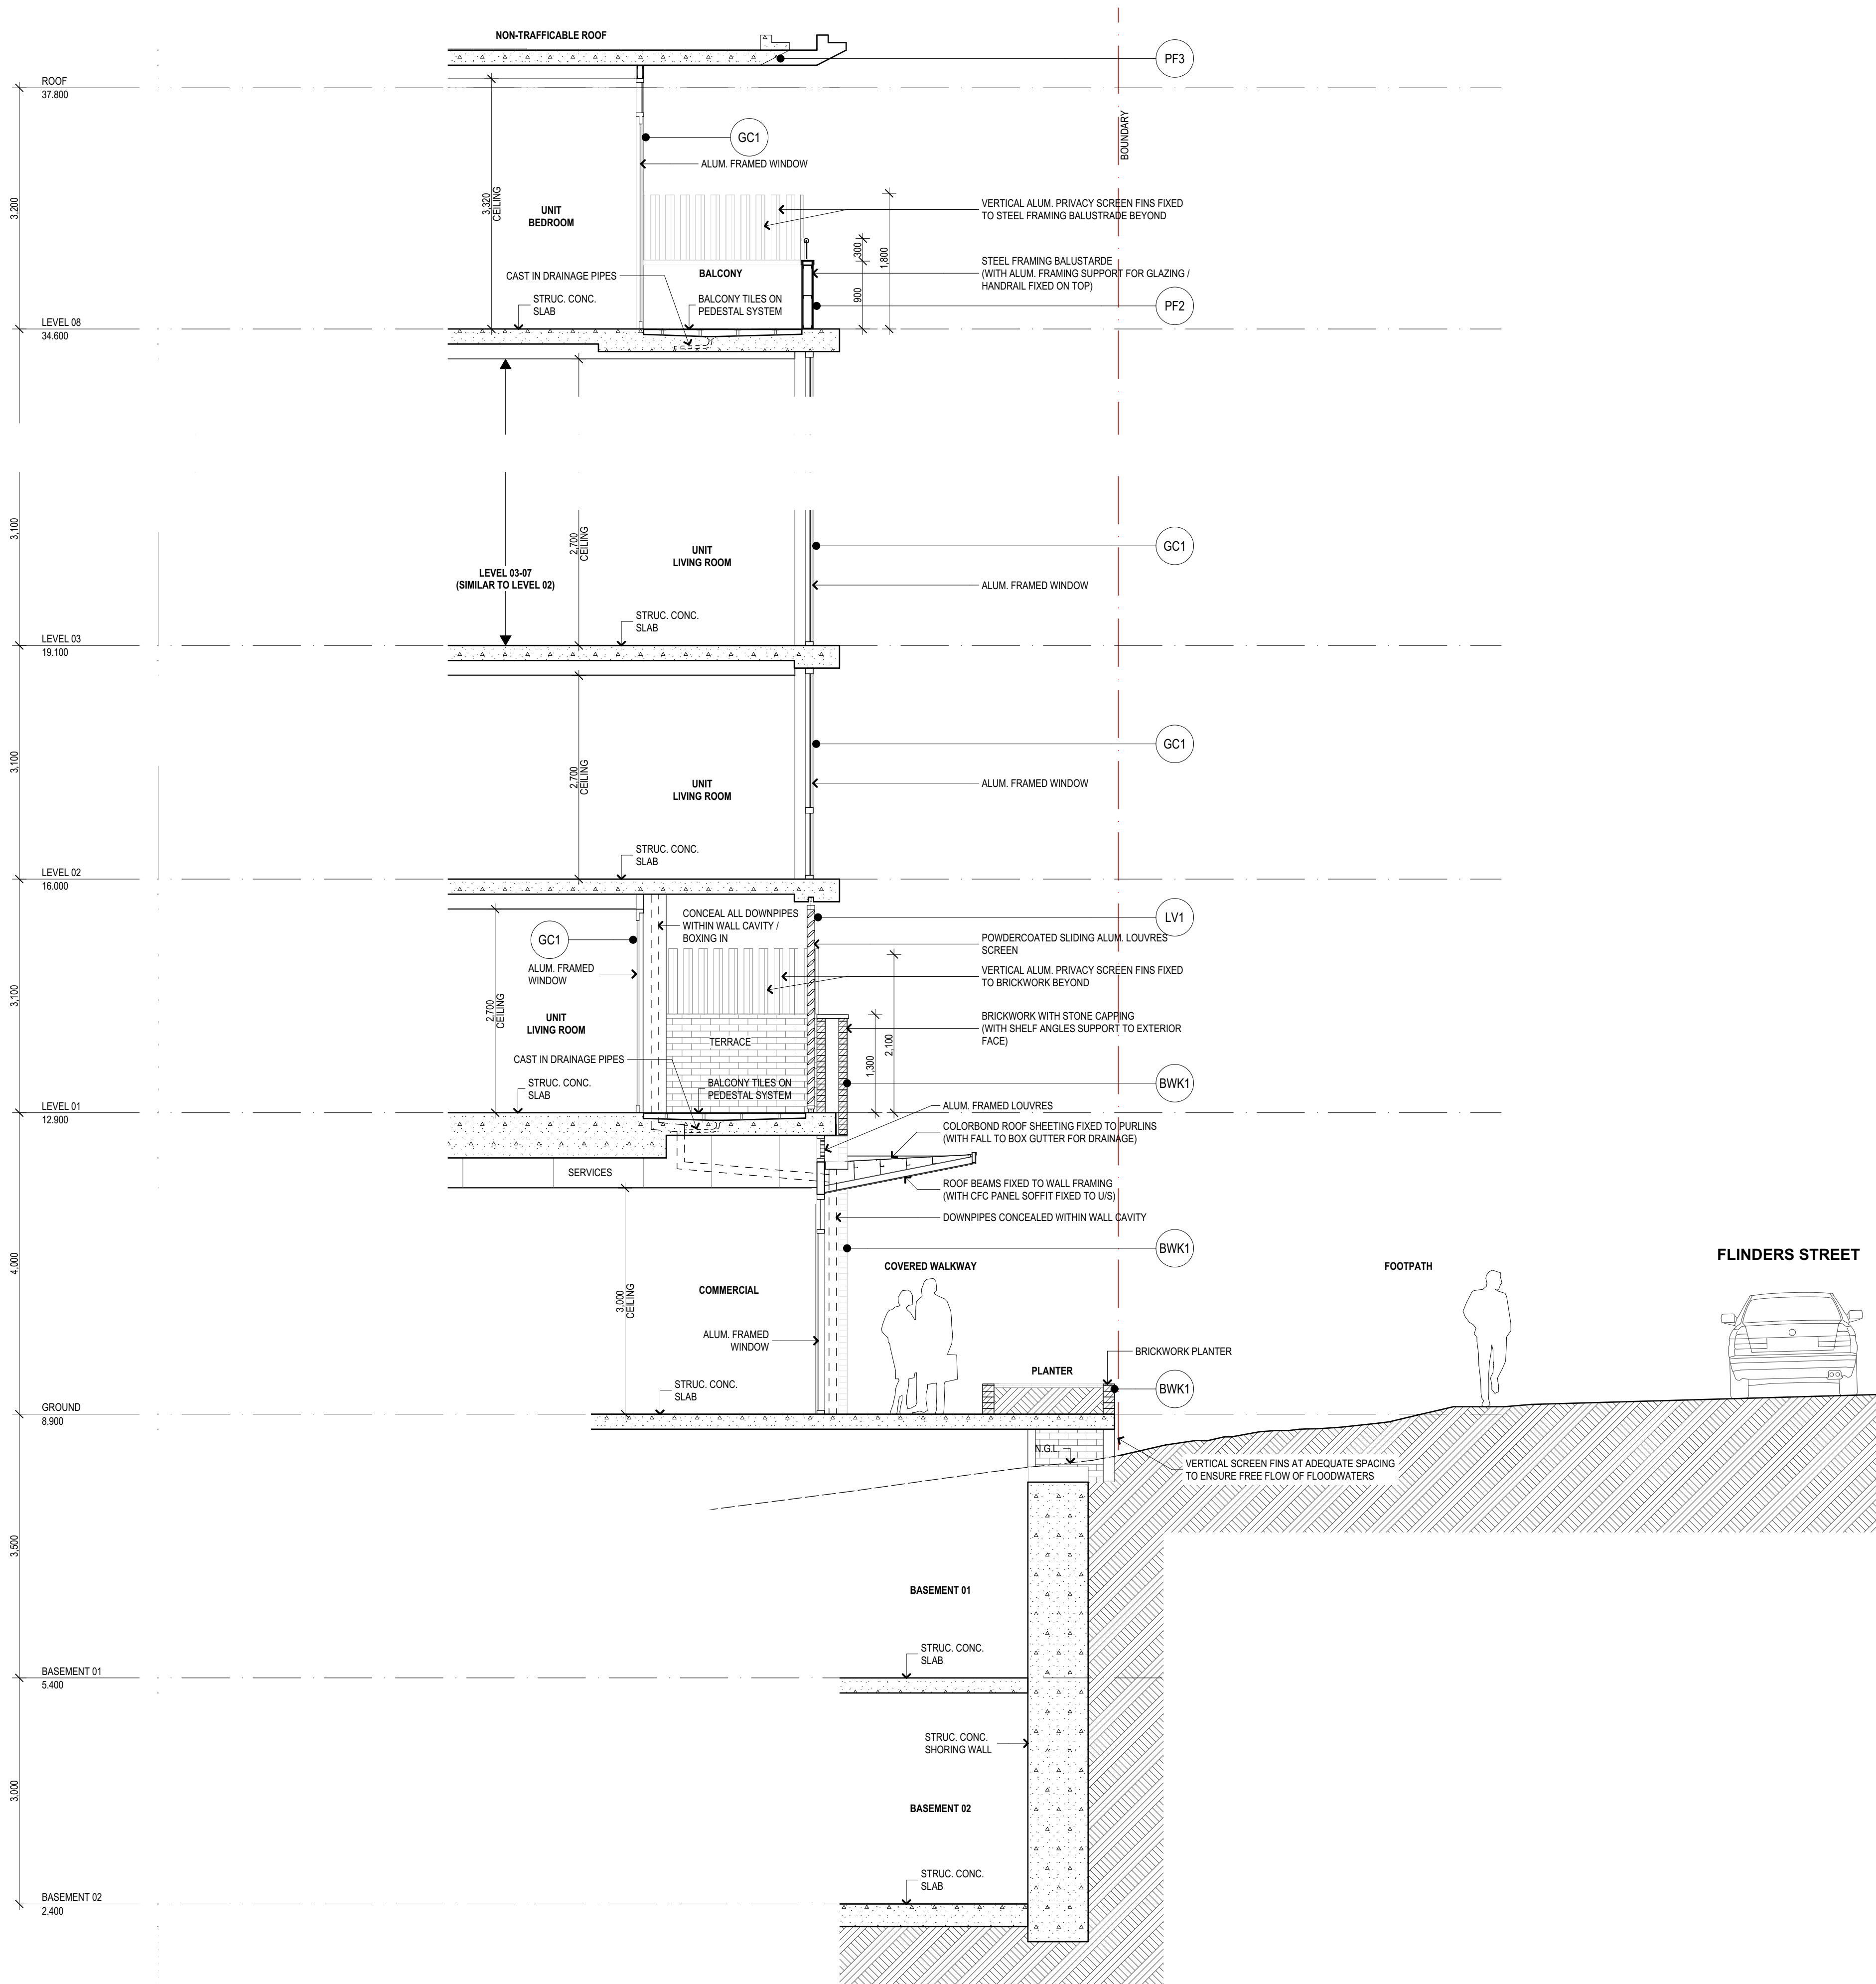 NON-TRAFFICABLE ROOF
PF3
ROOF
37.800
BOUNDARY
GC1
ALUM. FRAMED WINDOW
3,200
3,320
CEILING
UNIT
BEDROOM
VERTICAL ALUM. PRIVACY SCREEN FINS FIXED
TO STEEL FRAMING BALUSTRADE BEYOND
300
1,800
900
CAST IN DRAINAGE PIPES
BALCONY
STEEL FRAMING BALUSTARDE
(WITH ALUM. FRAMING SUPPORT FOR GLAZING /
HANDRAIL FIXED ON TOP)
STRUC. CONC.
SLAB
BALCONY TILES ON
PEDESTAL SYSTEM
PF2
LEVEL 08
34.600
3,100
2,700
CEILING
UNIT
LIVING ROOM
GC1
LEVEL 03-07
(SIMILAR TO LEVEL 02)
ALUM. FRAMED WINDOW
STRUC. CONC.
SLAB
LEVEL 03
19.100
GC1
3,100
2,700
CEILING
UNIT
LIVING ROOM
ALUM. FRAMED WINDOW
STRUC. CONC.
SLAB
LEVEL 02
16.000
CONCEAL ALL DOWNPIPES
WITHIN WALL CAVITY /
BOXING IN
LV1
GC1
POWDERCOATED SLIDING ALUM. LOUVRES
SCREEN
ALUM. FRAMED
WINDOW
VERTICAL ALUM. PRIVACY SCREEN FINS FIXED
TO BRICKWORK BEYOND
3,100
2,700
CEILING
UNIT
LIVING ROOM
BRICKWORK WITH STONE CAPPING
(WITH SHELF ANGLES SUPPORT TO EXTERIOR
FACE)
TERRACE
1,300
2,100
CAST IN DRAINAGE PIPES
STRUC. CONC.
SLAB
BALCONY TILES ON
PEDESTAL SYSTEM
BWK1
LEVEL 01
12.900
ALUM. FRAMED LOUVRES
COLORBOND ROOF SHEETING FIXED TO PURLINS
(WITH FALL TO BOX GUTTER FOR DRAINAGE)
SERVICES
ROOF BEAMS FIXED TO WALL FRAMING
(WITH CFC PANEL SOFFIT FIXED TO U/S)
DOWNPIPES CONCEALED WITHIN WALL CAVITY
BWK1
4,000
3,000
CEILING
COMMERCIAL
COVERED WALKWAY
FOOTPATH
FLINDERS STREET
ALUM. FRAMED
WINDOW
BRICKWORK PLANTER
PLANTER
STRUC. CONC.
SLAB
BWK1
GROUND
8.900
N.G.L.
VERTICAL SCREEN FINS AT ADEQUATE SPACING
TO ENSURE FREE FLOW OF FLOODWATERS
3,500
BASEMENT 01
STRUC. CONC.
SLAB
BASEMENT 01
5.400
STRUC. CONC.
SHORING WALL
3,000
BASEMENT 02
STRUC. CONC.
SLAB
BASEMENT 02
2.400